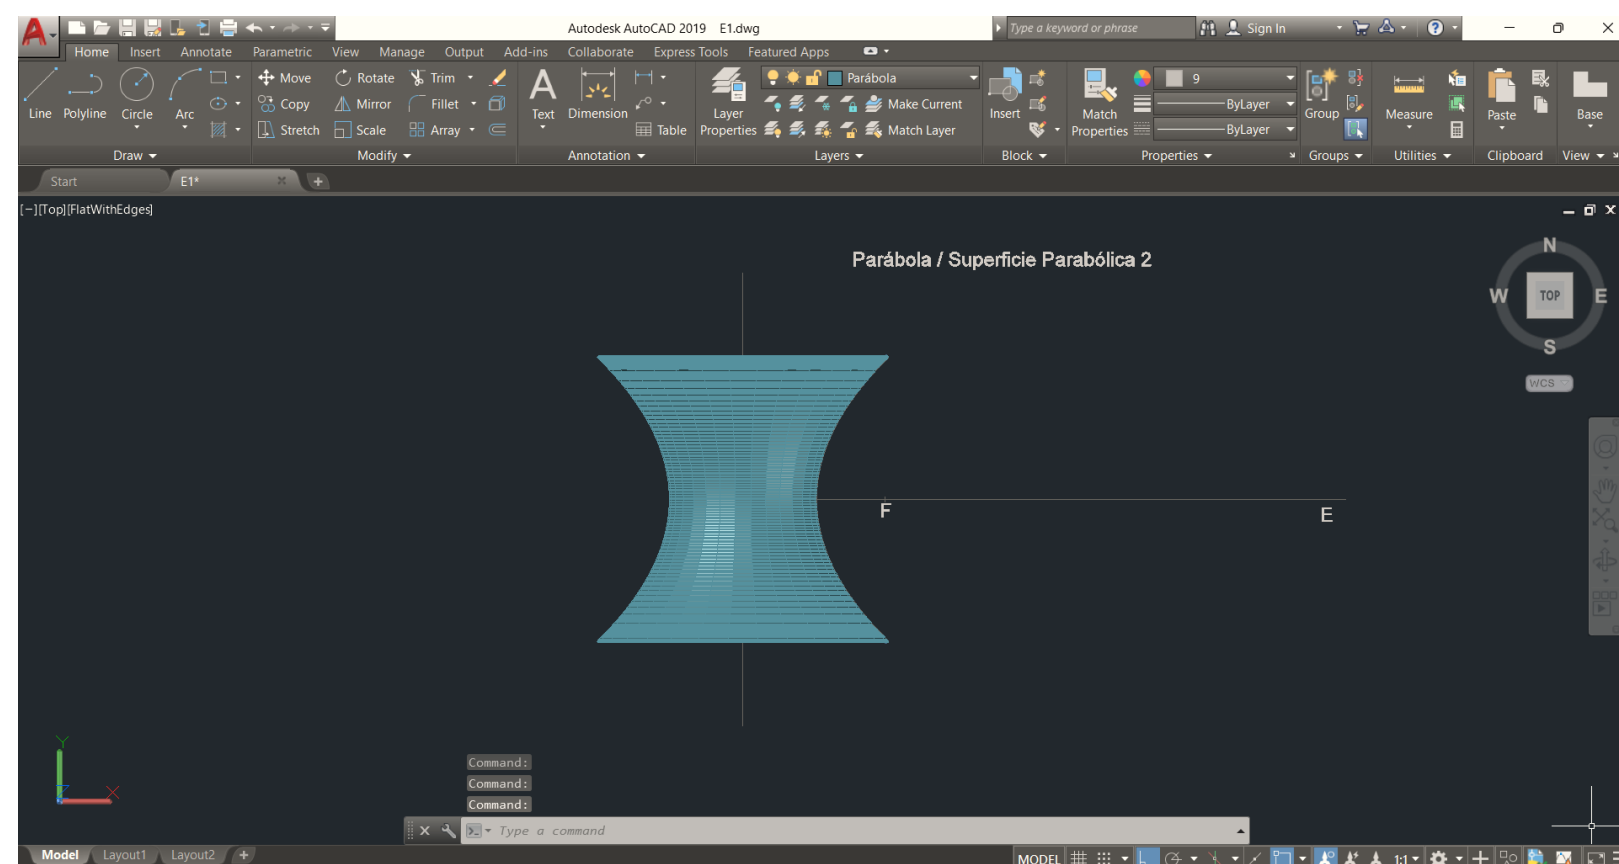 Autodesk AutoCAD 2019 E1.dwg
Type a keyword or phrase
Sign In
?
Home Insert Annotate Parametric View Manage Output Add-ins Collaborate Express Tools Featured Apps
Line Polyline Circle Arc
Move Rotate Trim
Copy Mirror Fillet
Stretch Scale Array
A
Text Dimension
Table
Layer
Properties
Parábola
Make Current
Match Layer
Insert
Match
Properties
9
ByLayer
ByLayer
Group
Measure
Paste
Base
Draw Modify Annotation Layers Block Properties Groups Utilities Clipboard View
Start E1*
[−][Top][FlatWithEdges]
Parábola / Superficie Parabólica 2
N
W TOP E
S
WCS
F
E
Y
X
Z
Command:
Command:
Command:
Type a command
Model Layout1 Layout2 +
MODEL 1:1